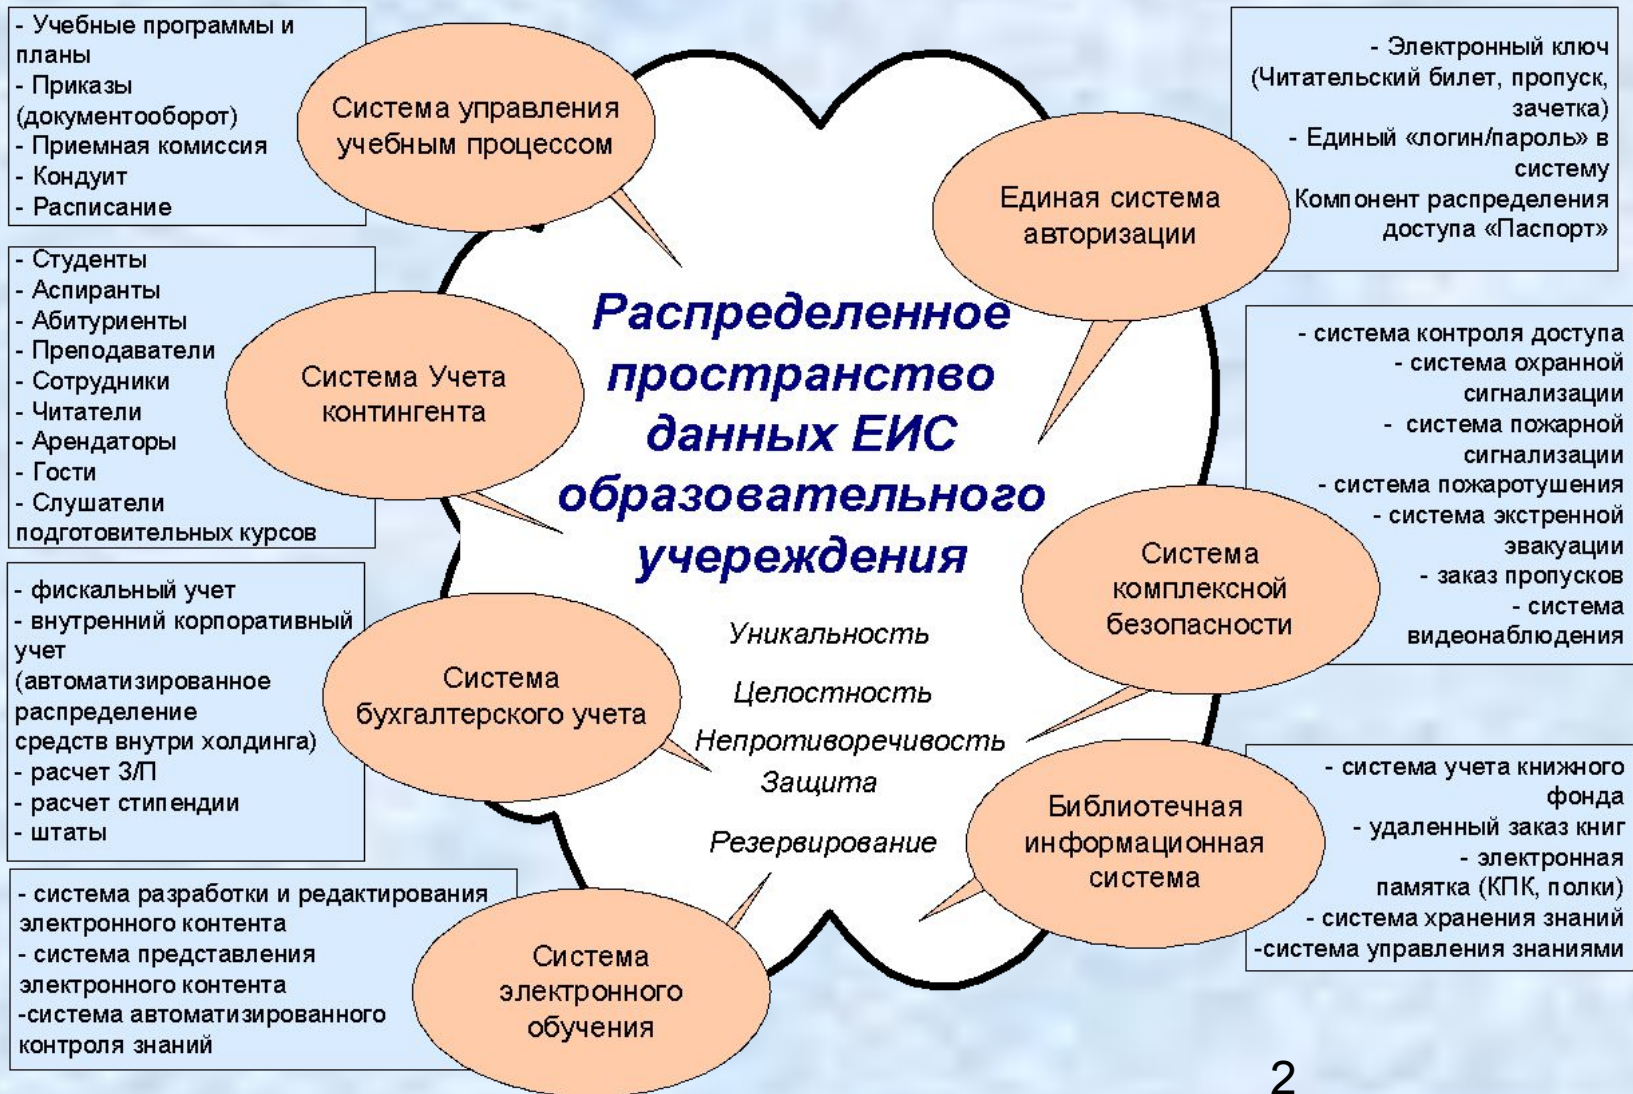 - Учебные программы и
планы
- Приказы
(документооборот)
- Приемная комиссия
- Кондуит
- Расписание
Система управления
учебным процессом
- Студенты
- Аспиранты
- Абитуриенты
- Преподаватели
- Сотрудники
- Читатели
- Арендаторы
- Гости
- Слушатели
подготовительных курсов
Система Учета
контингента
- фискальный учет
- внутренний корпоративный
учет
(автоматизированное
распределение
средств внутри холдинга)
- расчет З/П
- расчет стипендии
- штаты
Система
бухгалтерского учета
- система разработки и редактирования
электронного контента
- система представления
электронного контента
-система автоматизированного
контроля знаний
Система
электронного
обучения
Распределенное
пространство
данных ЕИС
образовательного
учереждения
Уникальность
Целостность
Непротиворечивость
Защита
Резервирование
Единая система
авторизации
- Электронный ключ
(Читательский билет, пропуск,
зачетка)
- Единый «логин/пароль» в
систему
Компонент распределения
доступа «Паспорт»
Система
комплексной
безопасности
- система контроля доступа
- система охранной
сигнализации
- система пожарной
сигнализации
- система пожаротушения
- система экстренной
эвакуации
- заказ пропусков
- система
видеонаблюдения
Библиотечная
информационная
система
- система учета книжного
фонда
- удаленный заказ книг
- электронная
памятка (КПК, полки)
- система хранения знаний
-система управления знаниями
2